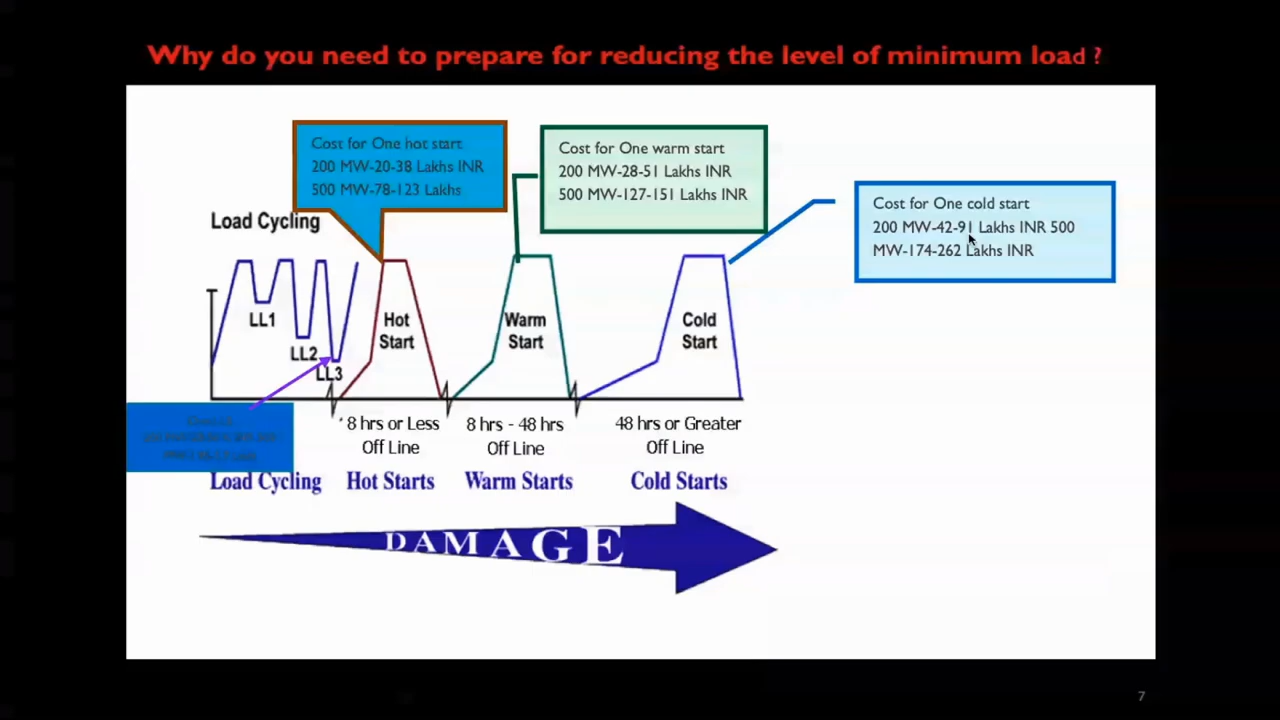 Why do you need to prepare for reducing the level of minimum load ?
Cost for One hot start
200 MW-20-38 Lakhs INR
500 MW-78-123 Lakhs
Cost for One warm start
200 MW-28-51 Lakhs INR
500 MW-127-151 Lakhs INR
Cost for One cold start
200 MW-42-91 Lakhs INR 500
MW-174-262 Lakhs INR
Load Cycling
LL1
LL2
LL3
Hot
Start
Warm
Start
Cold
Start
8 hrs or Less
Off Line
8 hrs - 48 hrs
Off Line
48 hrs or Greater
Off Line
Load Cycling
Hot Starts
Warm Starts
Cold Starts
DAMAGE
7